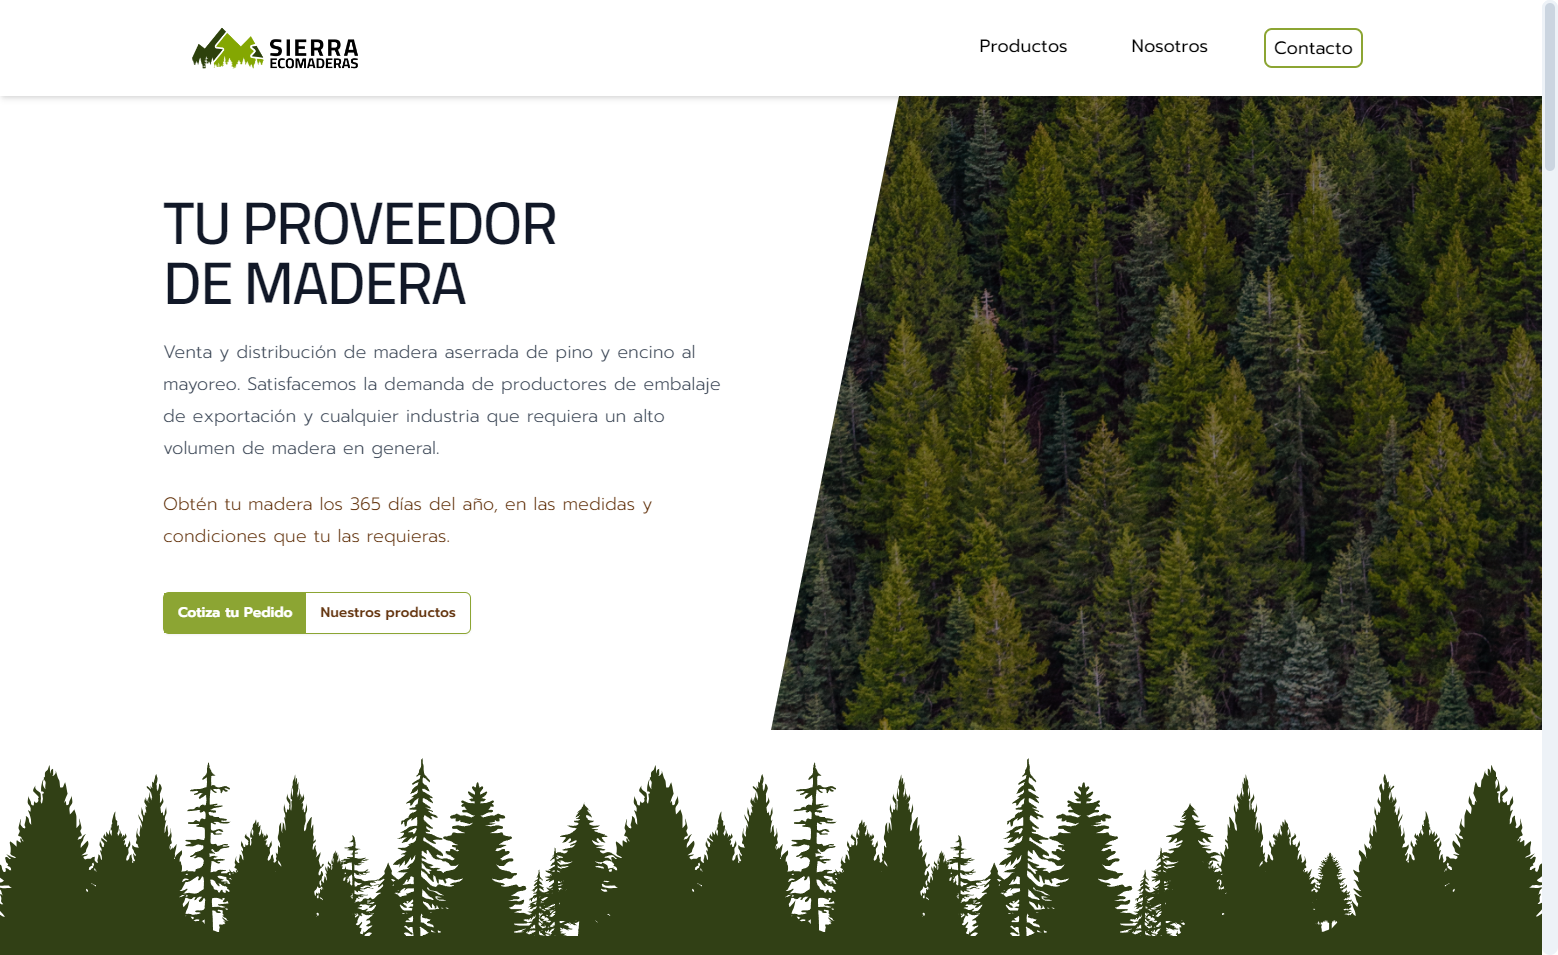 SIERRA
ECOMADERAS
Productos
Nosotros
Contacto
TU PROVEEDOR
DE MADERA
Venta y distribución de madera aserrada de pino y encino al
mayoreo. Satisfacemos la demanda de productores de embalaje
de exportación y cualquier industria que requiera un alto
volumen de madera en general.
Obtén tu madera los 365 días del año, en las medidas y
condiciones que tu las requieras.
Cotiza tu Pedido
Nuestros productos